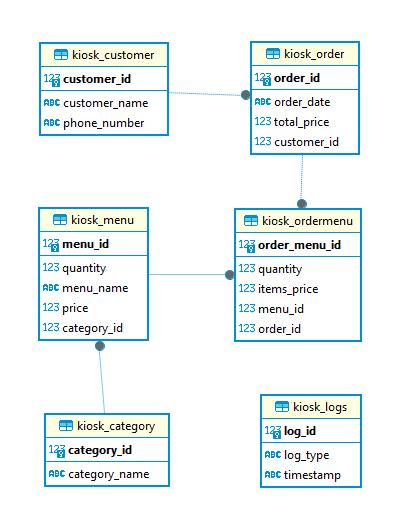 kiosk_customer
123 customer_id
ABC customer_name
ABC phone_number
kiosk_order
123 order_id
ABC order_date
123 total_price
123 customer_id
kiosk_menu
123 menu_id
123 quantity
ABC menu_name
123 price
123 category_id
kiosk_ordermenu
123 order_menu_id
123 quantity
123 items_price
123 menu_id
123 order_id
kiosk_category
123 category_id
ABC category_name
kiosk_logs
123 log_id
ABC log_type
ABC timestamp